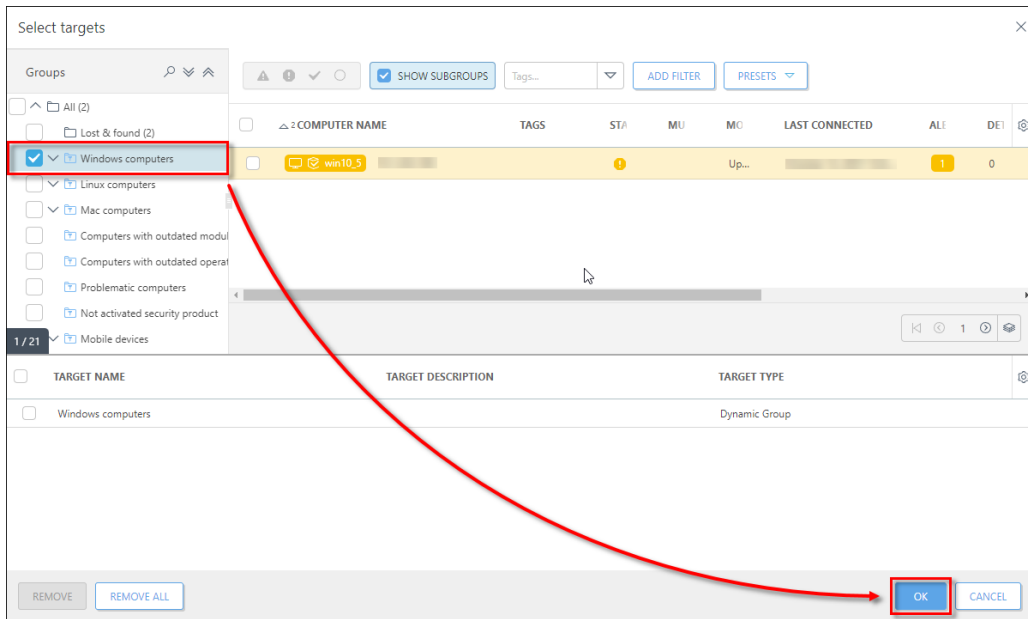 Select targets
Groups
SHOW SUBGROUPS
Tags...
ADD FILTER
PRESETS
All (2)
Lost & found (2)
Windows computers
Linux computers
Mac computers
Computers with outdated modul
Computers with outdated operat
Problematic computers
Not activated security product
Mobile devices
1 / 21
2 COMPUTER NAME TAGS STA MU MO LAST CONNECTED ALE DET
win10_5 Up... 1 0
1
TARGET NAME TARGET DESCRIPTION TARGET TYPE
Windows computers Dynamic Group
REMOVE REMOVE ALL OK CANCEL